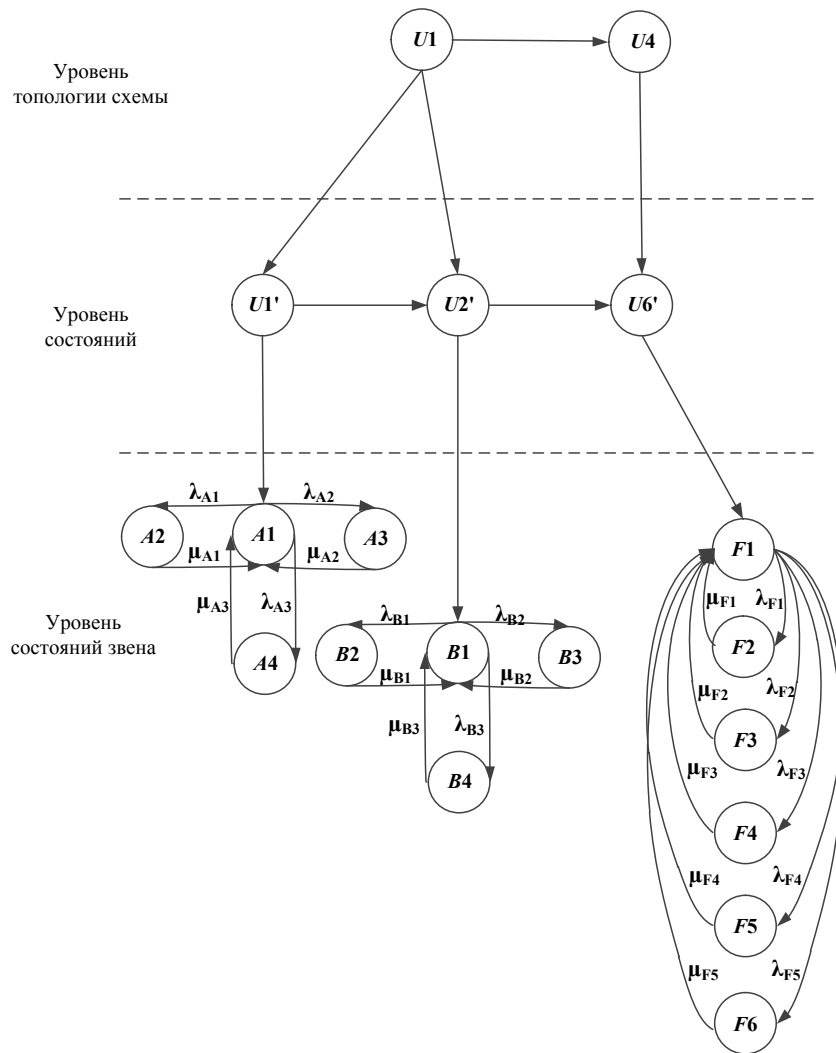 U1
U4
Уровень
топологии схемы
U1'
U2'
U6'
Уровень
состояний
λA1
λA2
A2
A1
A3
μA1
μA2
μA3
λA3
A4
Уровень
состояний звена
λB1
λB2
B2
B1
B3
μB1
μB2
μB3
λB3
B4
F1
μF1
λF1
F2
μF2
λF2
F3
μF3
λF3
F4
μF4
λF4
F5
μF5
λF5
F6